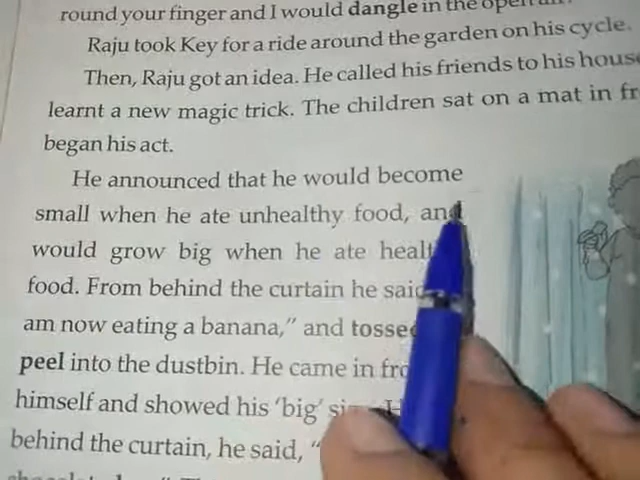 round your finger and I would dangle in the open
Raju took Key for a ride around the garden on his cycle.
Then, Raju got an idea. He called his friends to his
learnt a new magic trick. The children sat on a mat in
began his act.
He announced that he would become
small when he ate unhealthy food, and
would grow big when he ate
food. From behind the curtain he said
am now eating a banana," and tossed
peel into the dustbin. He came in
himself and showed his 'big'
behind the curtain, he said, "